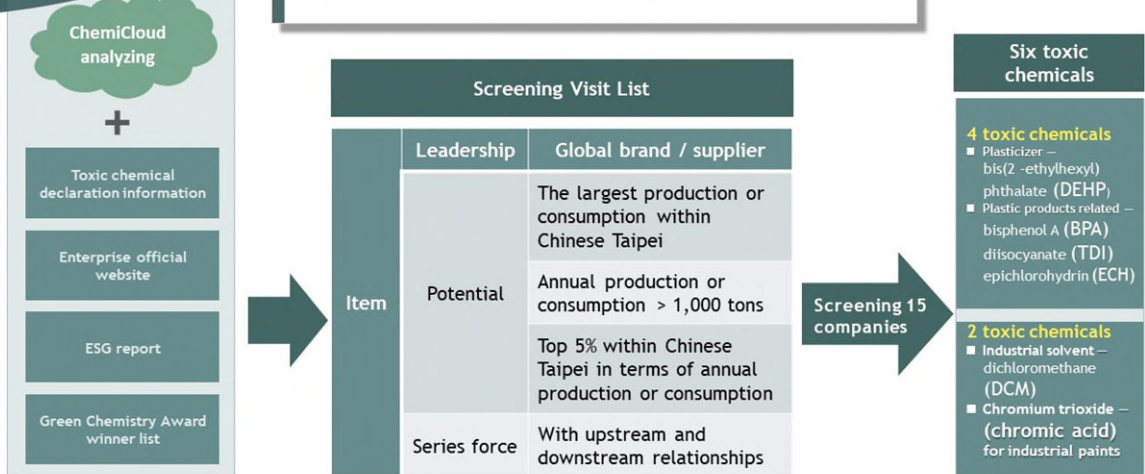 ChemiCloud
analyzing
+
Toxic chemical
declaration information
Enterprise official
website
ESG report
Green Chemistry Award
winner list
Screening Visit List
Item
Leadership
Global brand / supplier
Potential
The largest production or
consumption within
Chinese Taipei
Annual production or
consumption > 1,000 tons
Top 5% within Chinese
Taipei in terms of annual
production or consumption
Series force
With upstream and
downstream relationships
Screening 15
companies
Six toxic
chemicals
4 toxic chemicals
■ Plasticizer —
bis(2 -ethylhexyl)
phthalate (DEHP)
■ Plastic products related —
bisphenol A (BPA)
diisocyanate (TDI)
epichlorohydrin (ECH)
2 toxic chemicals
■ Industrial solvent —
dichloromethane
(DCM)
■ Chromium trioxide —
(chromic acid)
for industrial paints